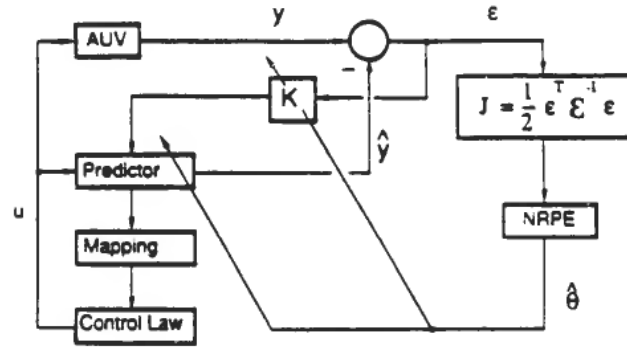 AUV
y
ε
−
K
J = 1/2 ε^T Σ^-1 ε
ŷ
Predictor
u
NRPE
Mapping
θ̂
Control Law